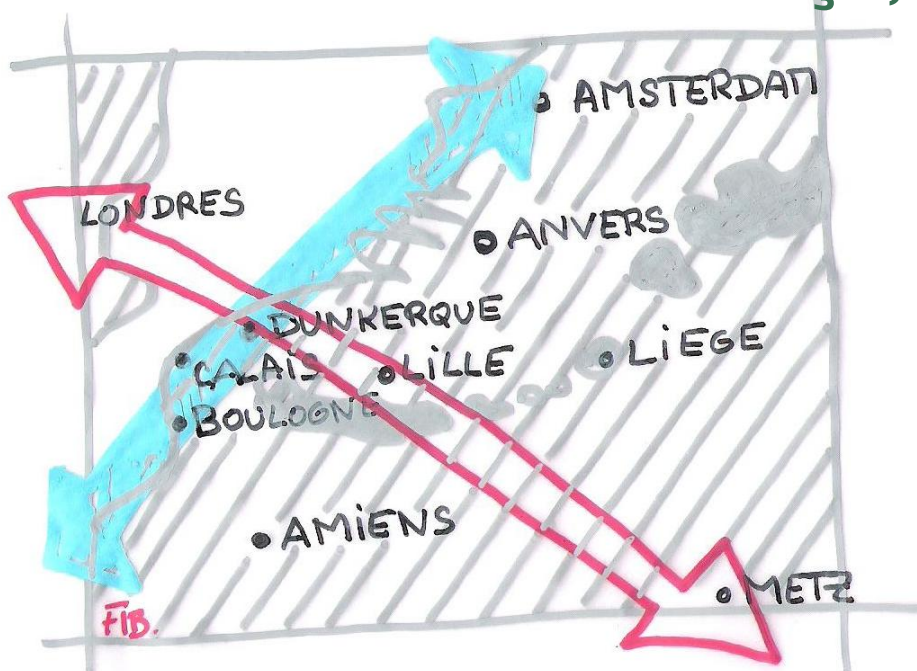 AMSTERDAM
LONDRES
ANVERS
DUNKERQUE
CALAIS
LILLE
LIEGE
BOULOGNE
AMIENS
METZ
FIB.